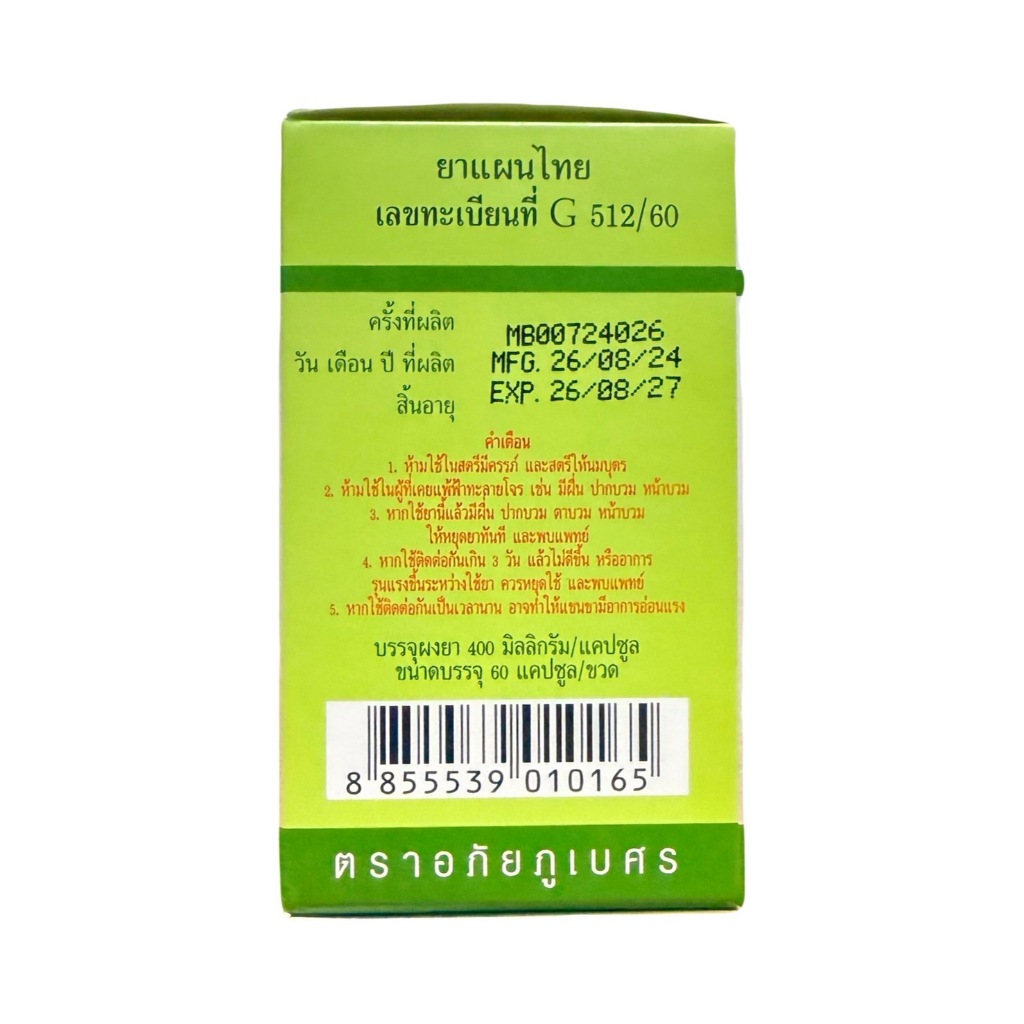 ยาแผนไทย
เลขทะเบียนที่ G 512/60
ครั้งที่ผลิต MB00724026
วัน เดือน ปี ที่ผลิต MFG. 26/08/24
สิ้นอายุ EXP. 26/08/27
คำเตือน
1. ห้ามใช้ในสตรีมีครรภ์ และสตรีให้นมบุตร
2. ห้ามใช้ในผู้ที่เคยแพ้ฟ้าทะลายโจร เช่น มีผื่น ปากบวม หน้าบวม
3. หากใช้ยานี้แล้วมีผื่น ปากบวม ตาบวม หน้าบวม
ให้หยุดยาทันที และพบแพทย์
4. หากใช้ติดต่อกันเกิน 3 วัน แล้วไม่ดีขึ้น หรืออาการ
รุนแรงขึ้นระหว่างใช้ยา ควรหยุดใช้ และพบแพทย์
5. หากใช้ติดต่อกันเป็นเวลานาน อาจทำให้แขนขามีอาการอ่อนแรง
บรรจุผงยา 400 มิลลิกรัม/แคปซูล
ขนาดบรรจุ 60 แคปซูล/ขวด
8 855539 010165
ตราอภัยภูเบศร